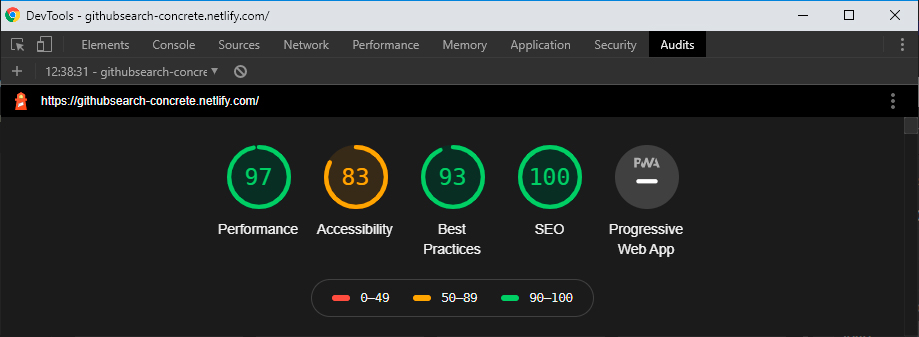 DevTools - githubsearch-concrete.netlify.com/
Elements Console Sources Network Performance Memory Application Security Audits
12:38:31 - githubsearch-concre
https://githubsearch-concrete.netlify.com/
97 83 93 100 PWA
Performance Accessibility Best Practices SEO Progressive Web App
0–49 50–89 90–100